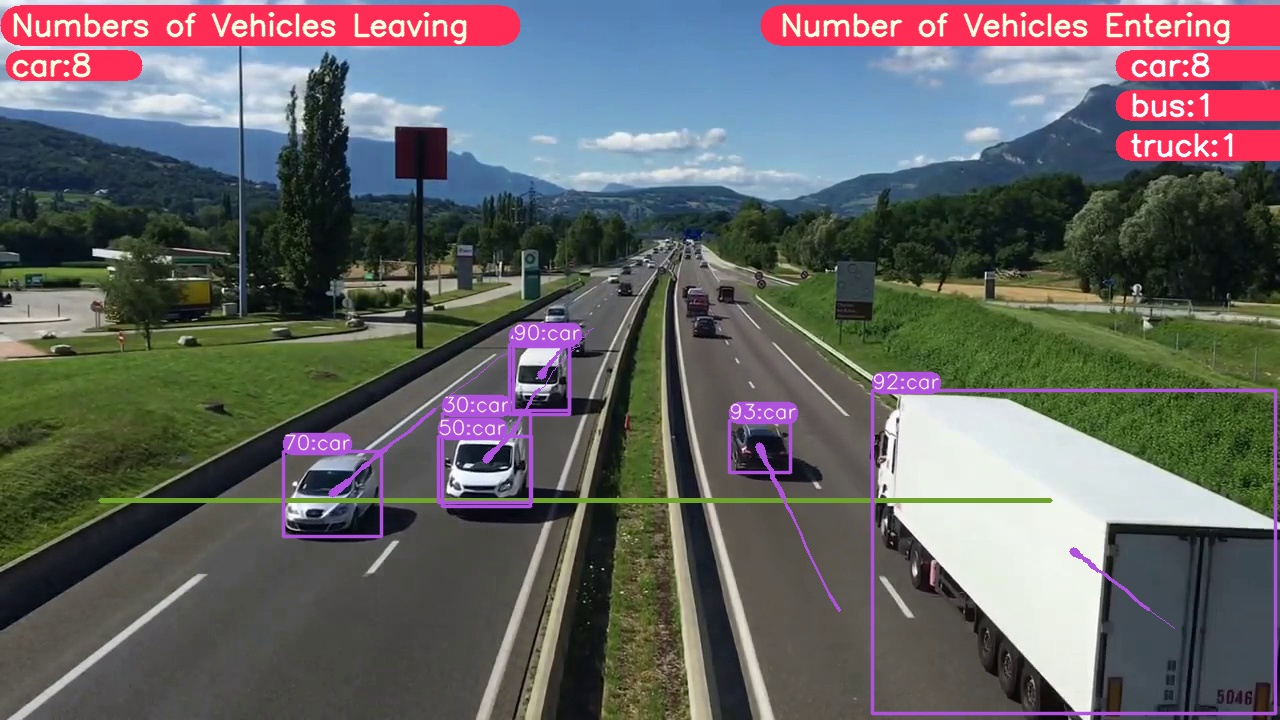 Numbers of Vehicles Leaving
car:8
Number of Vehicles Entering
car:8
bus:1
truck:1
90:car
30:car
50:car
70:car
93:car
92:car
5046